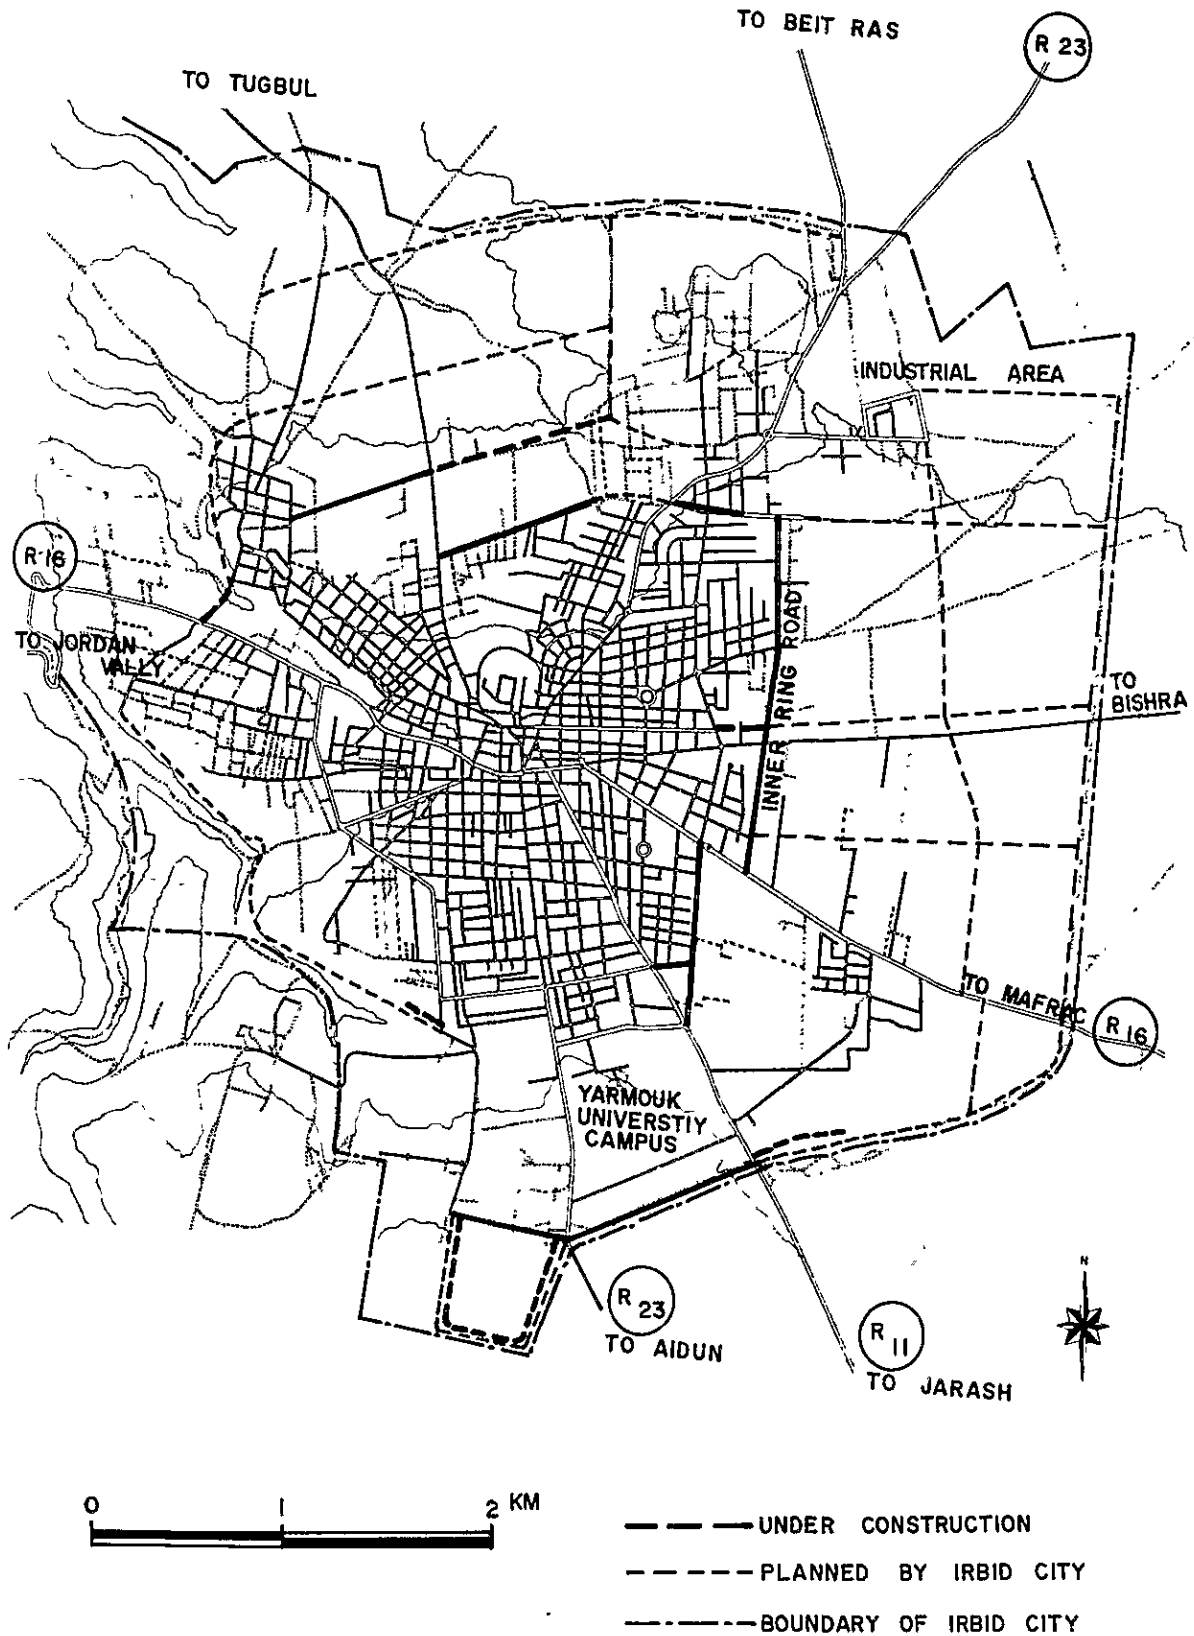 TO BEIT RAS
R 23
TO TUGBUL
INDUSTRIAL AREA
R 16
TO JORDAN
VALLY
INNER RING ROAD
TO
BISHRA
TO MAFRAC
R 16
YARMOUK
UNIVERSTIY
CAMPUS
N
R 23
TO AIDUN
R 11
TO JARASH
0 1 2 KM
UNDER CONSTRUCTION
PLANNED BY IRBID CITY
BOUNDARY OF IRBID CITY